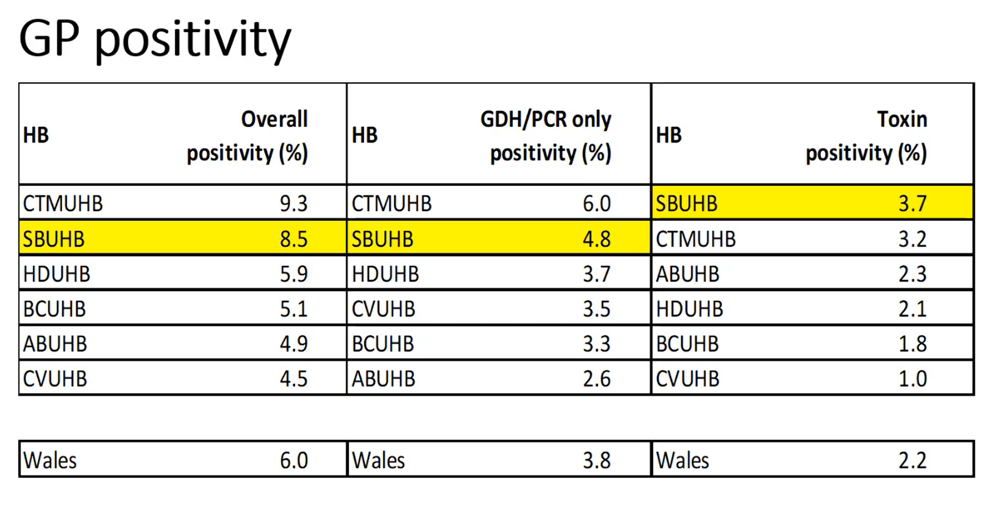 GP positivity
HB Overall positivity (%) HB GDH/PCR only positivity (%) HB Toxin positivity (%)
CTMUHB 9.3 CTMUHB 6.0 SBUHB 3.7
SBUHB 8.5 SBUHB 4.8 CTMUHB 3.2
HDUHB 5.9 HDUHB 3.7 ABUHB 2.3
BCUHB 5.1 CVUHB 3.5 HDUHB 2.1
ABUHB 4.9 BCUHB 3.3 BCUHB 1.8
CVUHB 4.5 ABUHB 2.6 CVUHB 1.0
Wales 6.0 Wales 3.8 Wales 2.2